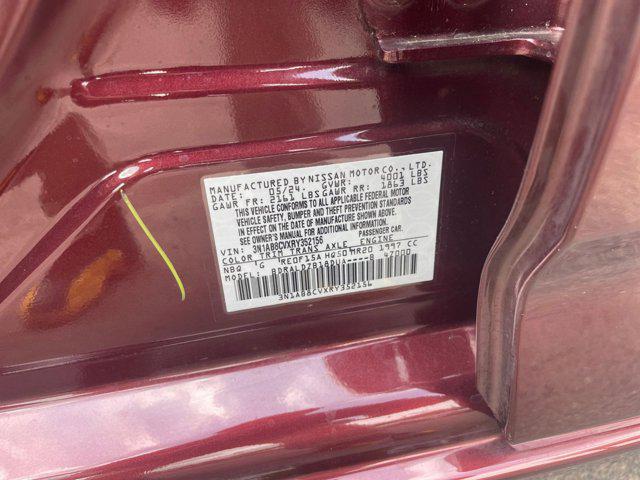 MANUFACTURED BY NISSAN MOTOR CO., LTD.
DATE: 05/24 GVWR: 4001 LBS
GAWR FR: 2161 LBS GAWR RR: 1863 LBS
THIS VEHICLE CONFORMS TO ALL APPLICABLE FEDERAL MOTOR
VEHICLE SAFETY, BUMPER AND THEFT PREVENTION STANDARDS
IN EFFECT ON THE DATE OF MANUFACTURE SHOWN ABOVE.
*SEE OWNER'S MANUAL
PASSENGER CAR
VIN: 3N1AB8CVXRY352156
COLOR TRIM TRANS AXLE ENGINE
NBQ G RE0F15A HQ50 MR20 1997 CC
MODEL: BDRALDZB18DUA----B 47000
3N1AB8CVXRY352156